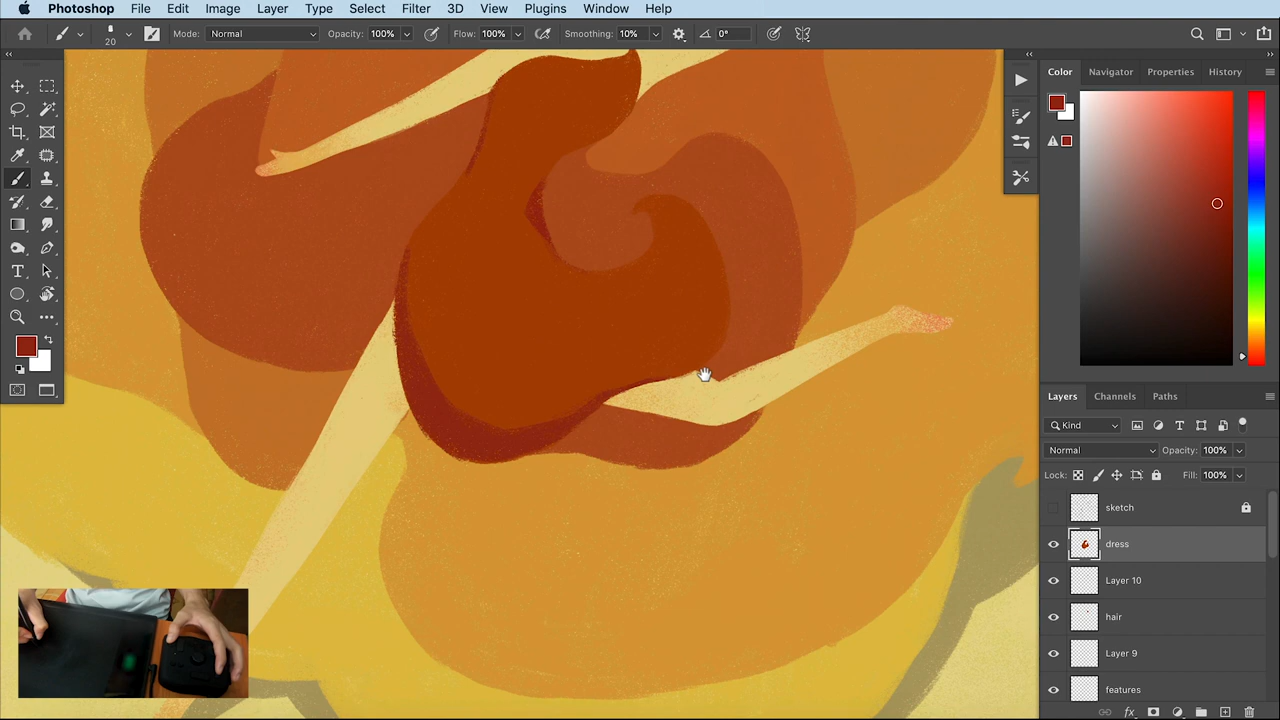 Photoshop File Edit Image Layer Type Select Filter 3D View Plugins Window Help
20 Mode: Normal Opacity: 100% Flow: 100% Smoothing: 10% 0°
Color Navigator Properties History
Layers Channels Paths
Kind
Normal Opacity: 100%
Lock: Fill: 100%
sketch
dress
Layer 10
hair
Layer 9
features
fx